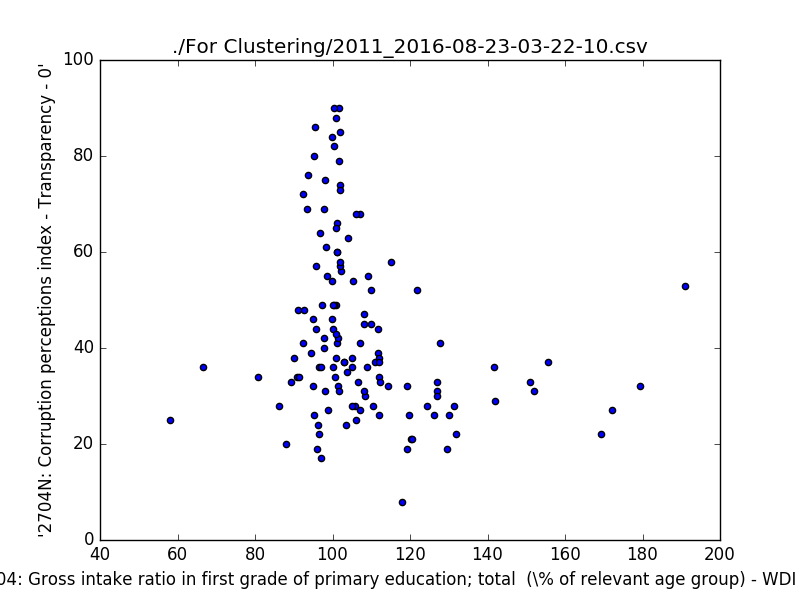 ./For Clustering/2011_2016-08-23-03-22-10.csv
'2704N: Corruption perceptions index - Transparency - 0'
100
80
60
40
20
0
40 60 80 100 120 140 160 180 200
04: Gross intake ratio in first grade of primary education; total (\% of relevant age group) - WDI